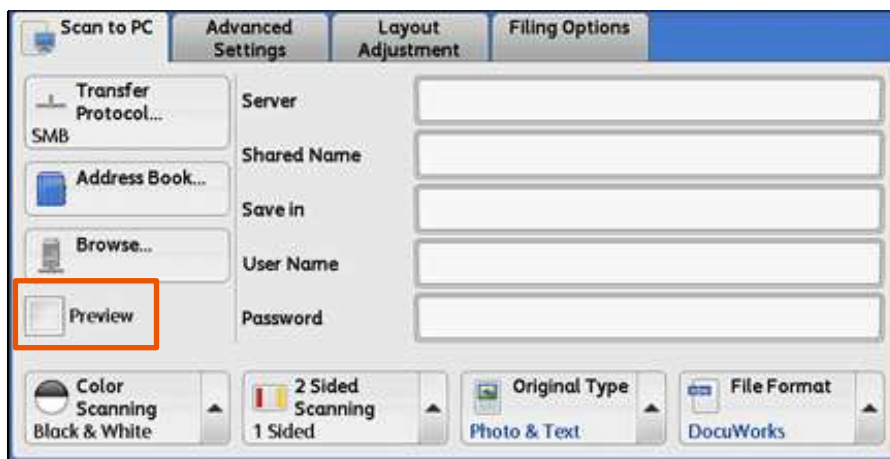 Scan to PC
Advanced
Settings
Layout
Adjustment
Filing Options
Transfer
Protocol...
SMB
Server
Shared Name
Address Book...
Save in
Browse...
User Name
Preview
Password
Color
Scanning
Black & White
2 Sided
Scanning
1 Sided
Original Type
Photo & Text
File Format
DocuWorks